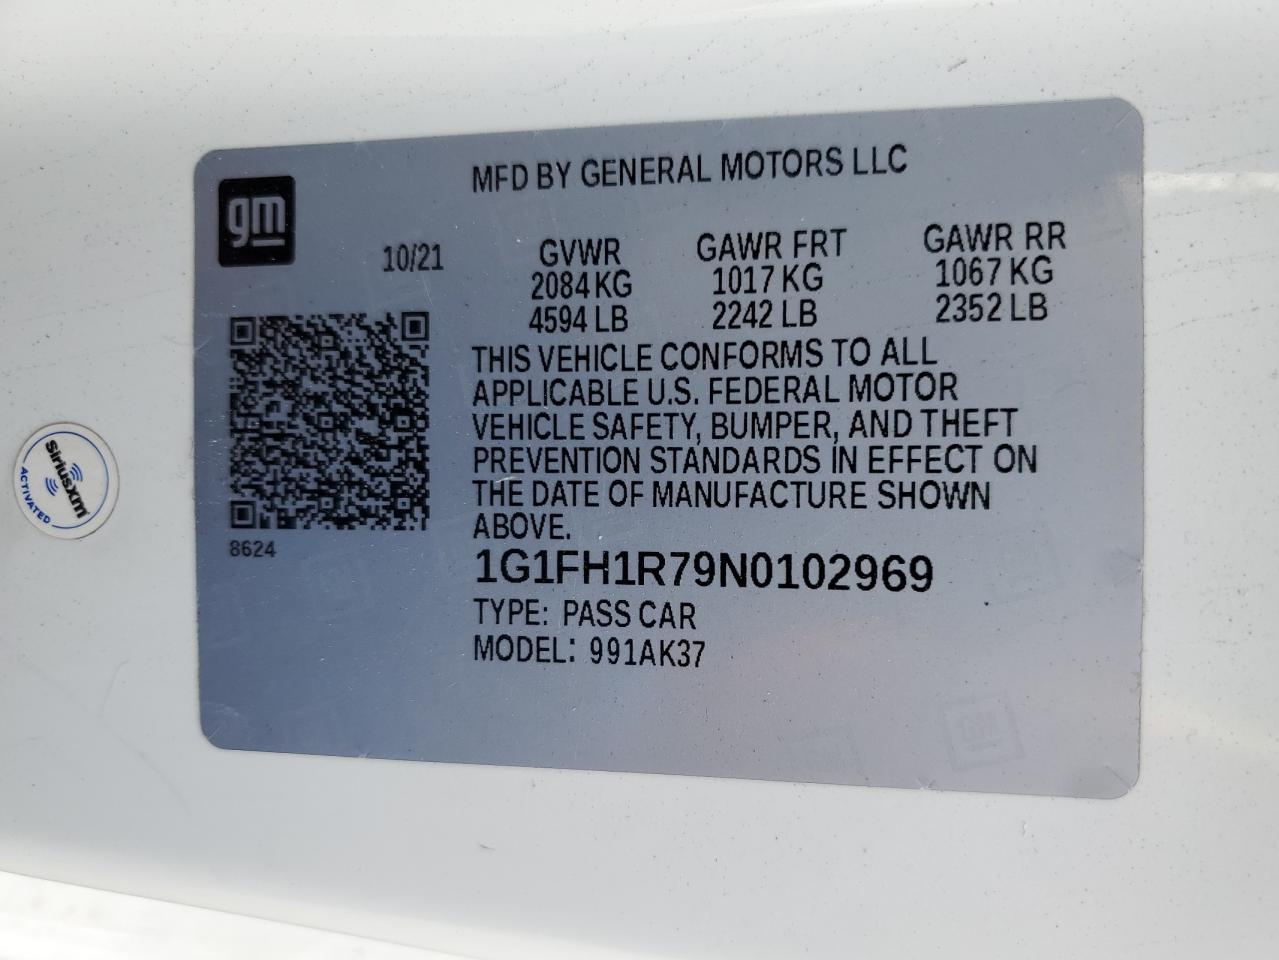 gm
MFD BY GENERAL MOTORS LLC
10/21
GVWR GAWR FRT GAWR RR
2084 KG 1017 KG 1067 KG
4594 LB 2242 LB 2352 LB
THIS VEHICLE CONFORMS TO ALL
APPLICABLE U.S. FEDERAL MOTOR
VEHICLE SAFETY, BUMPER, AND THEFT
PREVENTION STANDARDS IN EFFECT ON
THE DATE OF MANUFACTURE SHOWN
ABOVE.
8624
1G1FH1R79N0102969
TYPE: PASS CAR
MODEL: 991AK37
SiriusXM
ACTIVATED
GM